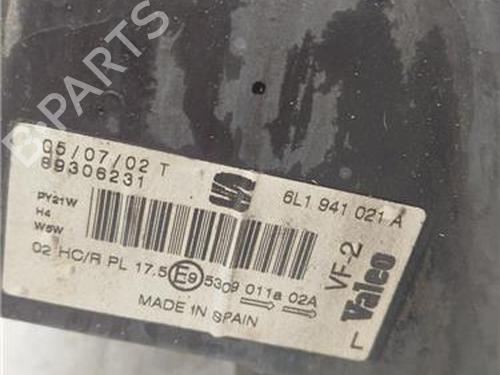 05/07/02 T
89306231
6L1 941 021 A
PY21W
H4
W5W
VF-2
Valeo
02 HC/R PL 17.5 E9 5309 011a 02A
L
MADE IN SPAIN
B-Parts